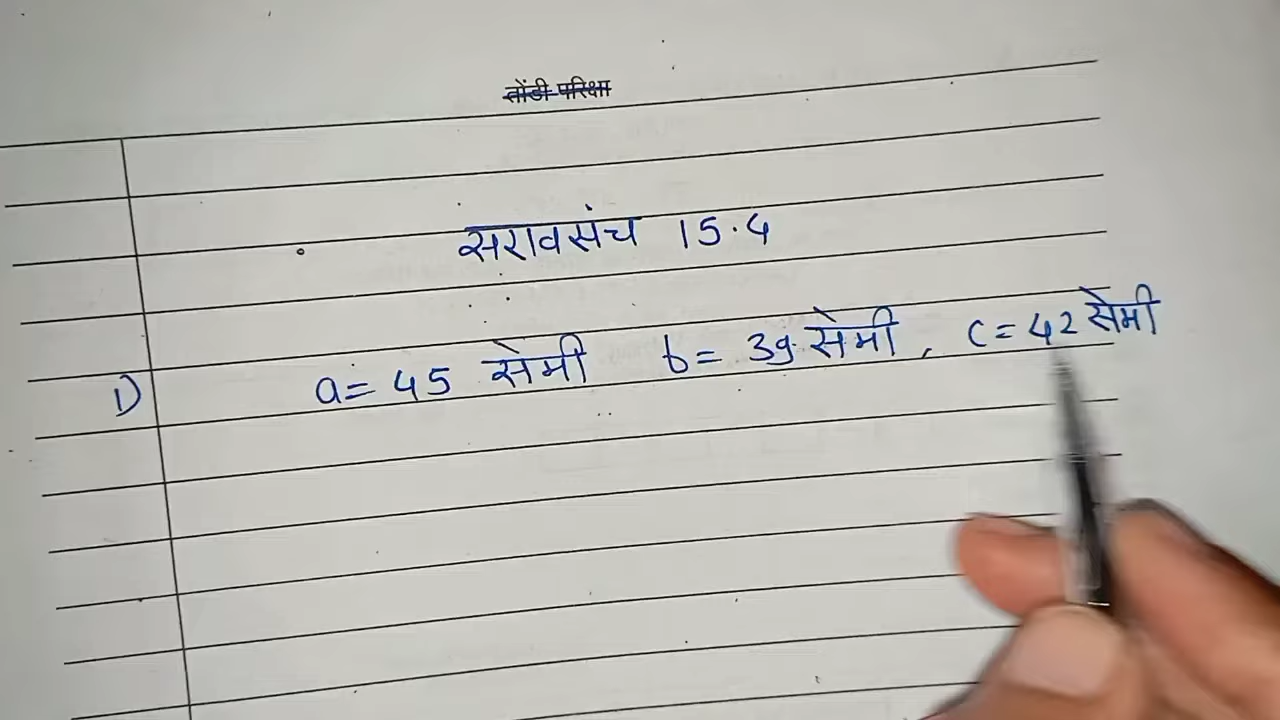 तोंडी परिक्षा
सरावसंच 15.4
1) a= 45 सेमी b= 39 सेमी , c= 42 सेमी